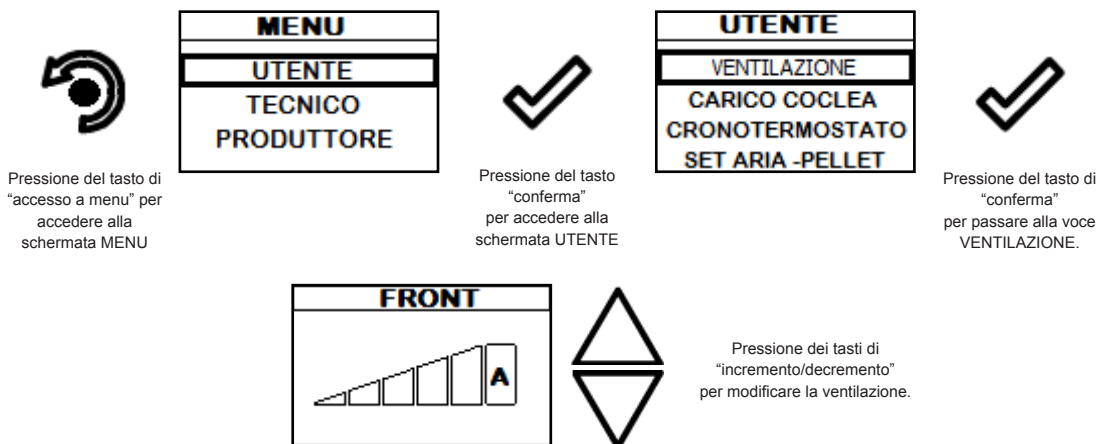 MENU
UTENTE
TECNICO
PRODUTTORE
Pressione del tasto di
“accesso a menu” per
accedere alla
schermata MENU
Pressione del tasto
“conferma”
per accedere alla
schermata UTENTE
UTENTE
VENTILAZIONE
CARICO COCLEA
CRONOTERMOSTATO
SET ARIA -PELLET
Pressione del tasto di
“conferma”
per passare alla voce
VENTILAZIONE.
FRONT
A
Pressione dei tasti di
“incremento/decremento”
per modificare la ventilazione.